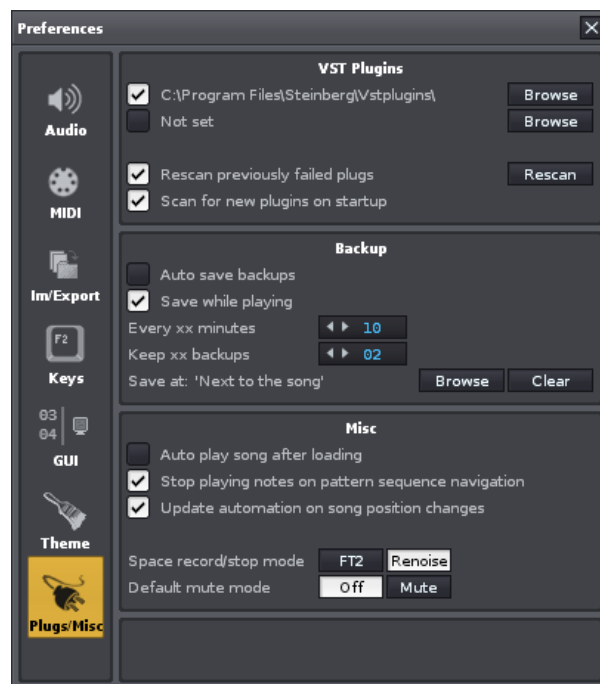 Preferences
Audio
MIDI
Im/Export
F2
Keys
03
04
GUI
Theme
Plugs/Misc
VST Plugins
C:\Program Files\Steinberg\Vstplugins\ Browse
Not set Browse
Rescan previously failed plugs Rescan
Scan for new plugins on startup
Backup
Auto save backups
Save while playing
Every xx minutes 10
Keep xx backups 02
Save at: 'Next to the song' Browse Clear
Misc
Auto play song after loading
Stop playing notes on pattern sequence navigation
Update automation on song position changes
Space record/stop mode FT2 Renoise
Default mute mode Off Mute